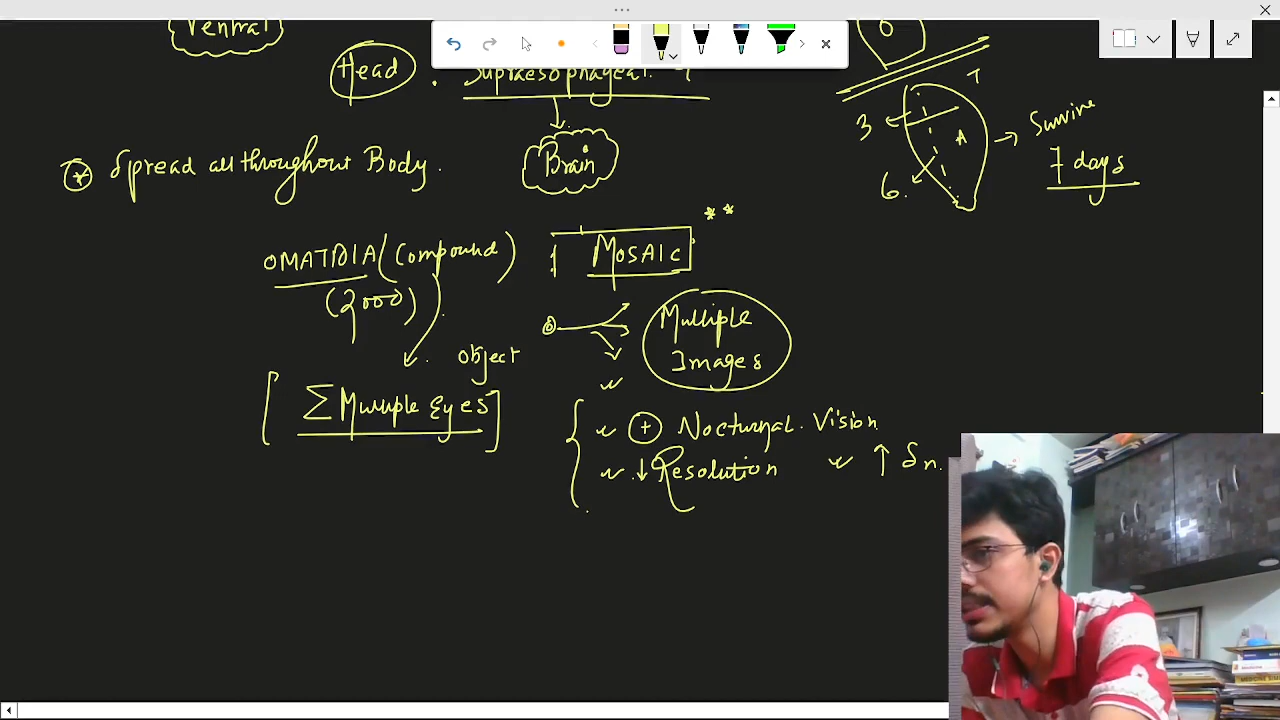 Ventral
Head . Supraesophageal
Brain
* Spread all throughout Body.
3
A
6.
→ Survive
7 days
OMATDIA (Compound)
(2000)
MOSAIC **
Multiple
Images
object
[ Σ Multiple Eyes ]
⊕ Nocturnal Vision
↓ Resolution ↑ δn.